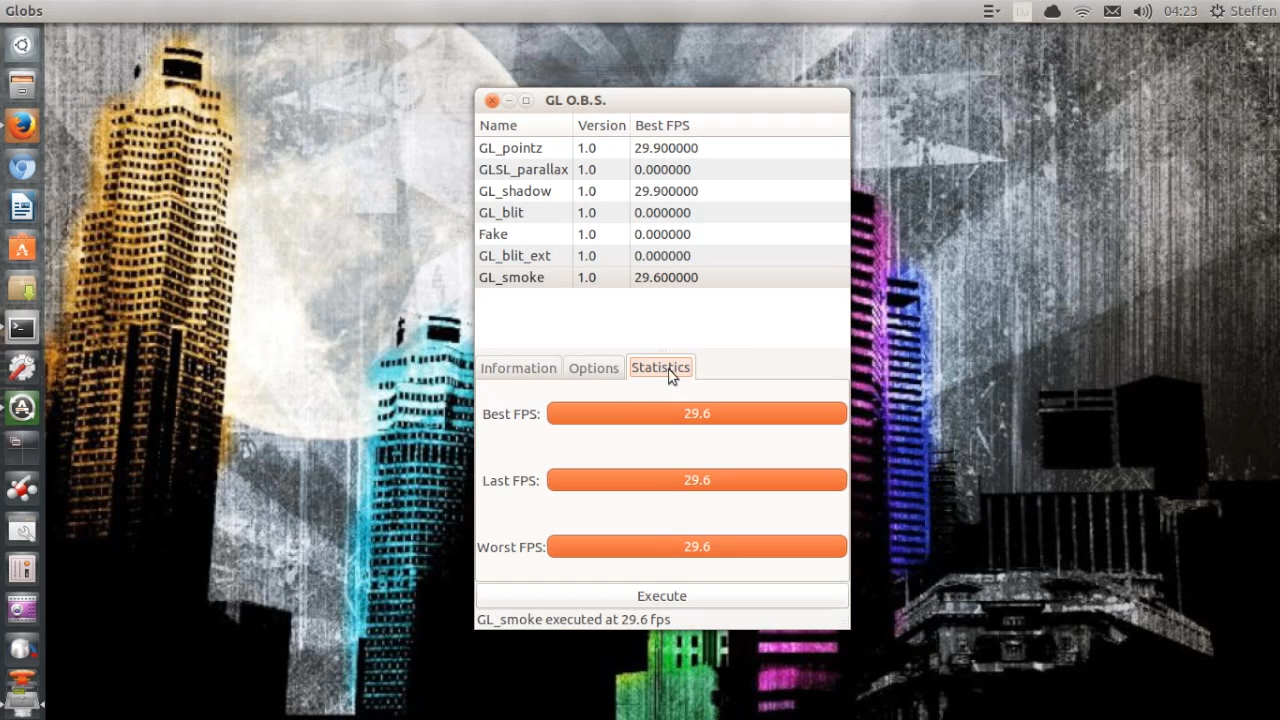 Globs
04:23 Steffen
GL O.B.S.
Name Version Best FPS
GL_pointz 1.0 29.900000
GLSL_parallax 1.0 0.000000
GL_shadow 1.0 29.900000
GL_blit 1.0 0.000000
Fake 1.0 0.000000
GL_blit_ext 1.0 0.000000
GL_smoke 1.0 29.600000
Information Options Statistics
Best FPS: 29.6
Last FPS: 29.6
Worst FPS: 29.6
Execute
GL_smoke executed at 29.6 fps